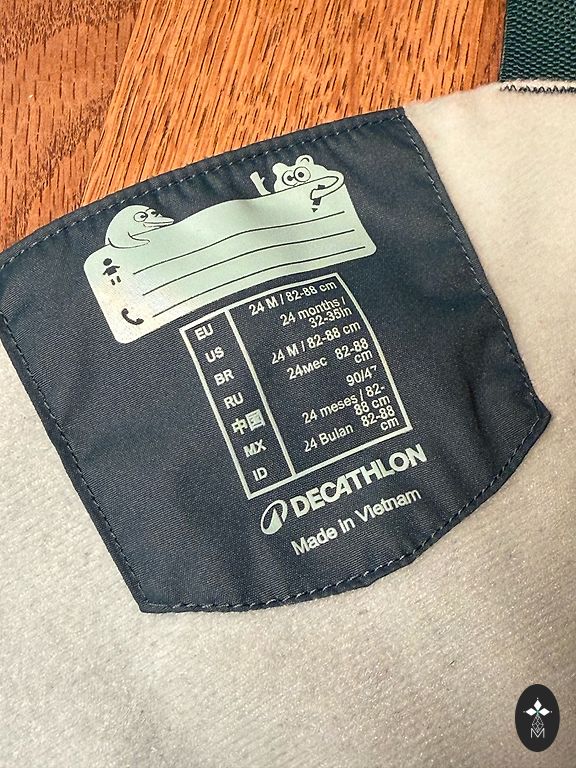 EU 24 M / 82-88 cm
US 24 months / 32-35in
BR 24 M / 82-88 cm
RU 24мес 82-88 cm
中国 90/47
MX 24 meses / 82-88 cm
ID 24 Bulan 82-88 cm
DECATHLON
Made in Vietnam
M